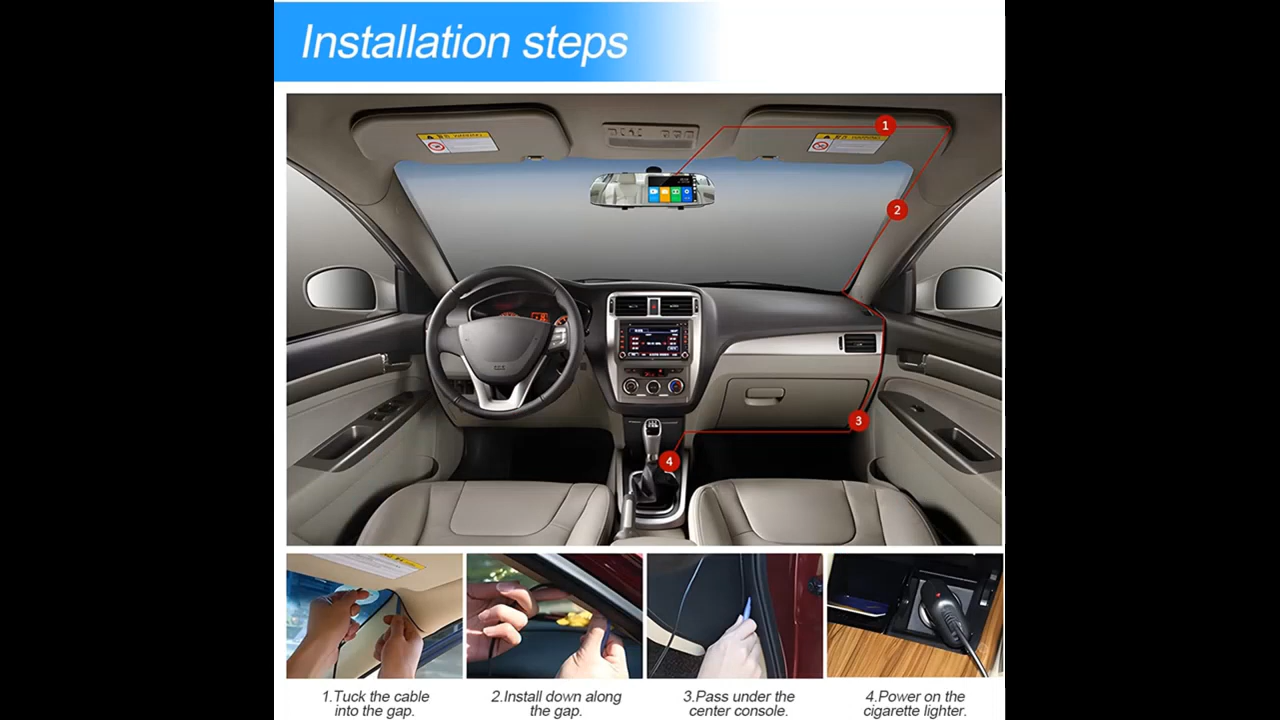 Installation steps
1
2
3
4
1.Tuck the cable
into the gap.
2.Install down along
the gap.
3.Pass under the
center console.
4.Power on the
cigarette lighter.